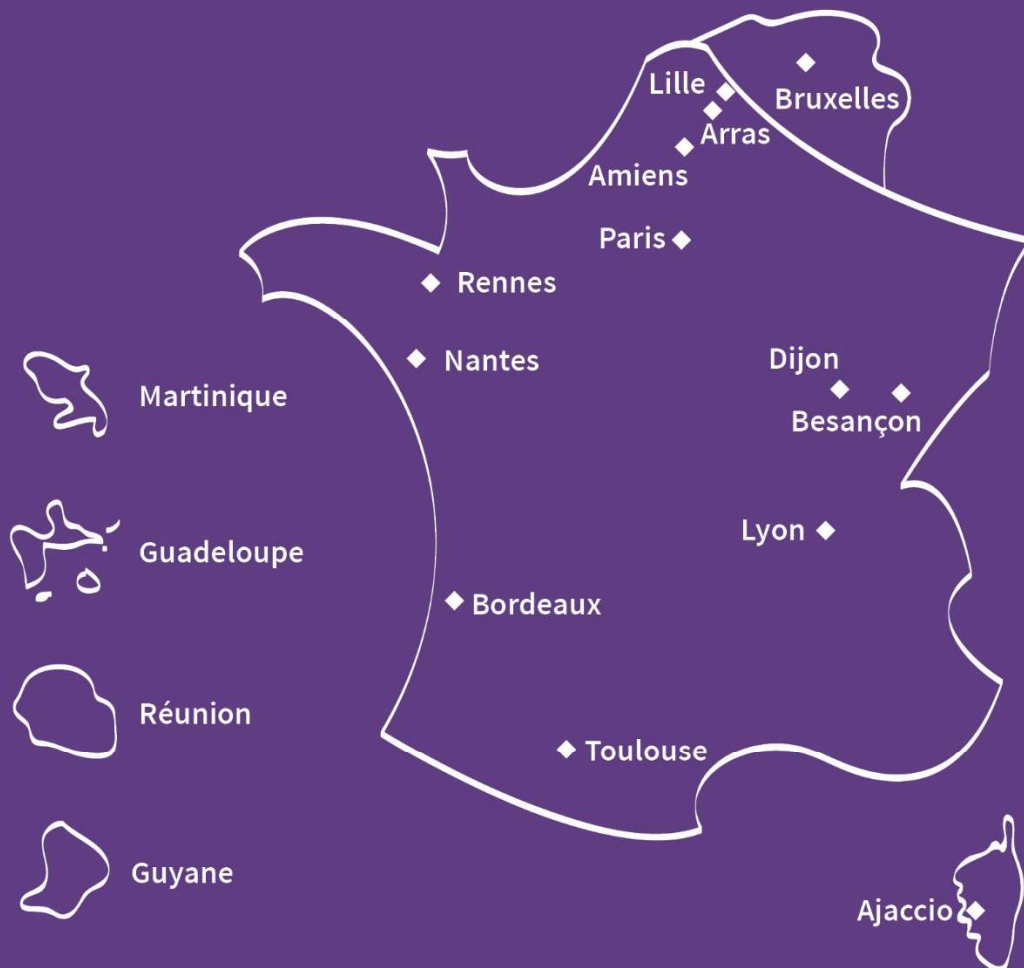 Lille
Bruxelles
Arras
Amiens
Paris
Rennes
Nantes
Dijon
Besançon
Martinique
Lyon
Guadeloupe
Bordeaux
Réunion
Toulouse
Guyane
Ajaccio